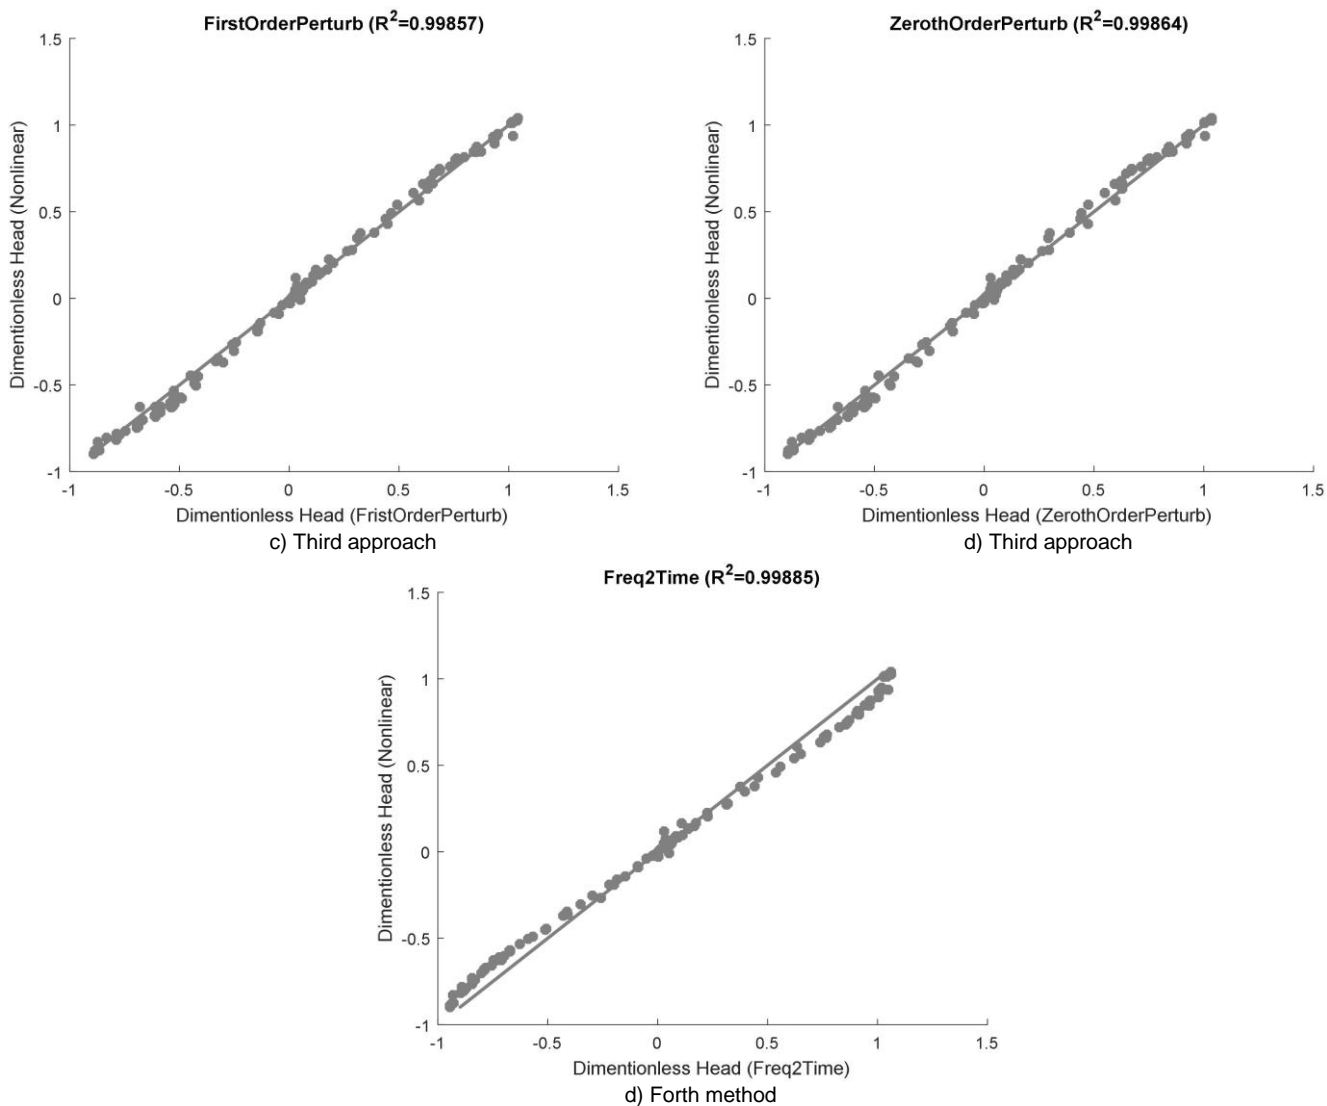 FirstOrderPerturb (R²=0.99857)
1.5
1
0.5
0
-0.5
-1
Dimentionless Head (Nonlinear)
-1 -0.5 0 0.5 1 1.5
Dimentionless Head (FristOrderPerturb)
c) Third approach
ZerothOrderPerturb (R²=0.99864)
1.5
1
0.5
0
-0.5
-1
Dimentionless Head (Nonlinear)
-1 -0.5 0 0.5 1 1.5
Dimentionless Head (ZerothOrderPerturb)
d) Third approach
Freq2Time (R²=0.99885)
1.5
1
0.5
0
-0.5
-1
Dimentionless Head (Nonlinear)
-1 -0.5 0 0.5 1 1.5
Dimentionless Head (Freq2Time)
d) Forth method